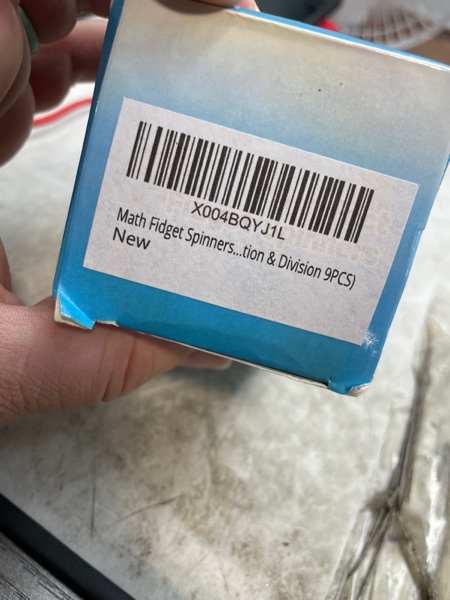 X004BQYJ1L
Math Fidget Spinners...tion & Division 9PCS)
New